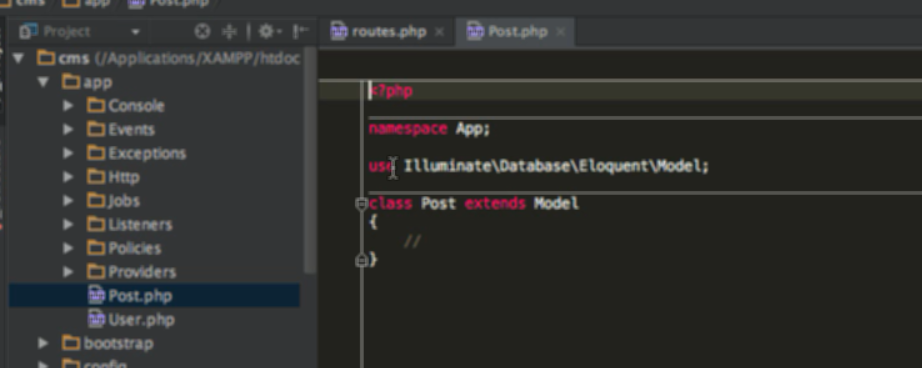 cms app Post.php
Project
routes.php × Post.php ×
cms (/Applications/XAMPP/htdoc
app
Console
Events
Exceptions
Http
Jobs
Listeners
Policies
Providers
Post.php
User.php
bootstrap
config
<?php
namespace App;
use Illuminate\Database\Eloquent\Model;
class Post extends Model
{
//
}